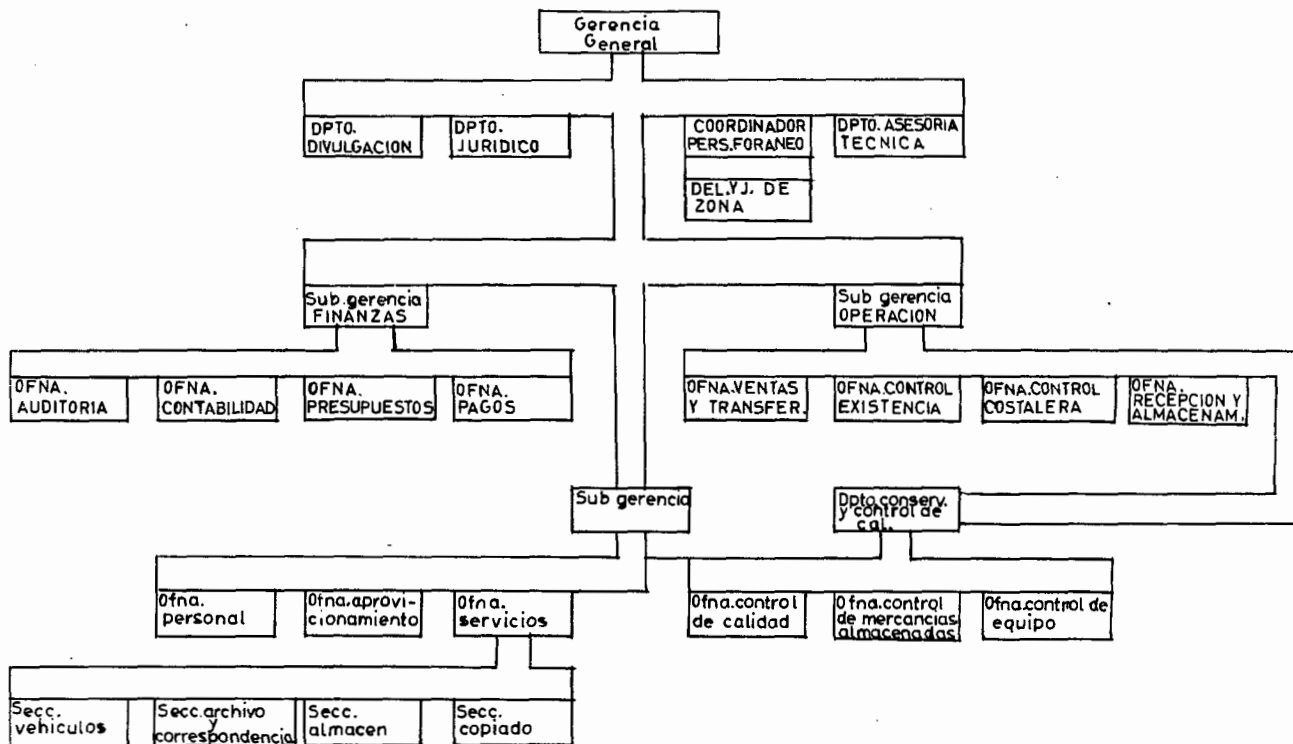 Gerencia
General
DPTO.
DIVULGACION
DPTO.
JURIDICO
COORDINADOR
PERS.FORANEO
DPTO.ASESORIA
TECNICA
DEL.YJ. DE
ZONA
Sub.gerencia
FINANZAS
Sub gerencia
OPERACION
OFNA.
AUDITORIA
OFNA.
CONTABILIDAD
OFNA.
PRESUPUESTOS
OFNA.
PAGOS
OFNA.VENTAS
Y TRANSFER.
OFNA.CONTROL
EXISTENCIA
OFNA.CONTROL
COSTALERA
OFNA.
RECEPCION Y
ALMACENAM.
Sub gerencia
Dpto.conserv.
y control de
cal.
Ofna.
personal
Ofna.aprovi-
cionamiento
Ofna.
servicios
Ofna.control
de calidad
Ofna.control
de mercancias
almacenadas
Ofna.control de
equipo
Secc.
vehiculos
Secc.archivo
y
correspondencia
Secc.
almacen
Secc.
copiado